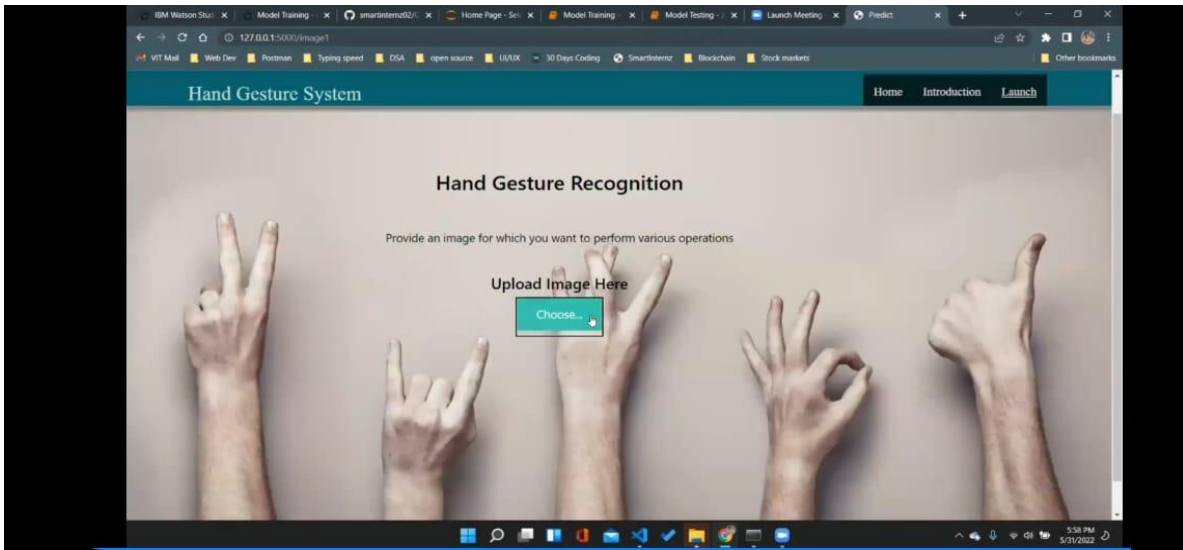 IBM Watson Stud
Model Training -
smartinternz02/
Home Page - Sel
Model Training -
Model Testing - J
Launch Meeting
Predict
127.0.0.1:5000/image1
VIT Mail
Web Dev
Postman
Typing speed
DSA
open source
UI/UX
30 Days Coding
SmartInternz
Blockchain
Stock markets
Other bookmarks
Hand Gesture System
Home
Introduction
Launch
Hand Gesture Recognition
Provide an image for which you want to perform various operations
Upload Image Here
Choose...
5:58 PM
5/31/2022